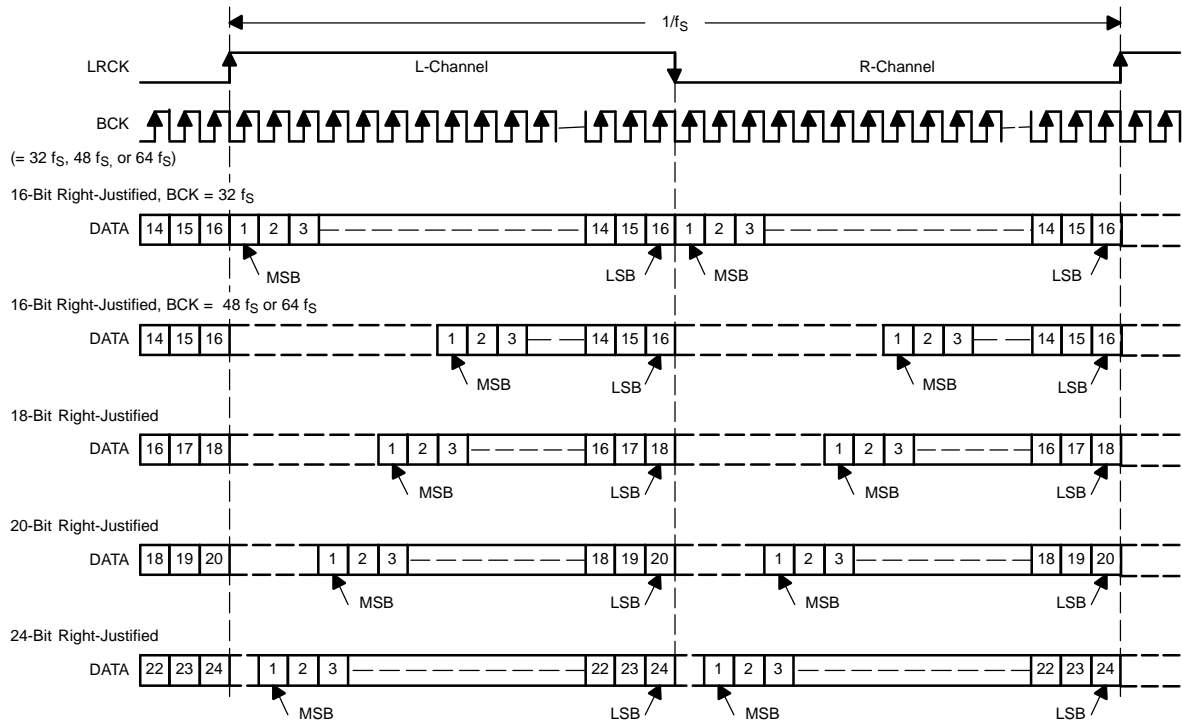 1/fS
LRCK L-Channel R-Channel
BCK
(= 32 fS, 48 fS, or 64 fS)
16-Bit Right-Justified, BCK = 32 fS
DATA 14 15 16 1 2 3 14 15 16 1 2 3 14 15 16
MSB LSB MSB LSB
16-Bit Right-Justified, BCK = 48 fS or 64 fS
DATA 14 15 16 1 2 3 14 15 16 1 2 3 14 15 16
MSB LSB MSB LSB
18-Bit Right-Justified
DATA 16 17 18 1 2 3 16 17 18 1 2 3 16 17 18
MSB LSB MSB LSB
20-Bit Right-Justified
DATA 18 19 20 1 2 3 18 19 20 1 2 3 18 19 20
MSB LSB MSB LSB
24-Bit Right-Justified
DATA 22 23 24 1 2 3 22 23 24 1 2 3 22 23 24
MSB LSB MSB LSB